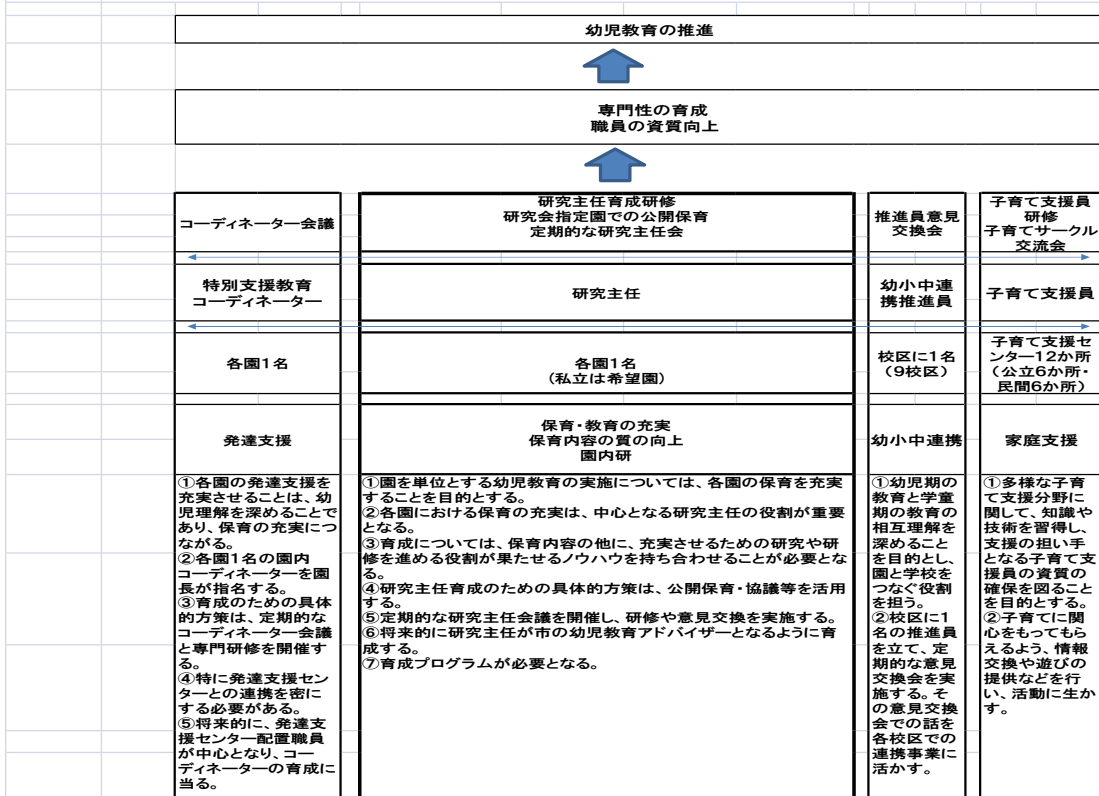 幼児教育の推進
専門性の育成
職員の資質向上
コーディネーター会議
研究主任育成研修
研究会指定園での公開保育
定期的な研究主任会
推進員意見
交換会
子育て支援員
研修
子育てサークル
交流会
特別支援教育
コーディネーター
研究主任
幼小中連
携推進員
子育て支援員
各園1名
各園1名
(私立は希望園)
校区に1名
(9校区)
子育て支援セ
ンター12か所
(公立6か所・
民間6か所)
発達支援
保育・教育の充実
保育内容の質の向上
園内研
幼小中連携
家庭支援
①各園の発達支援を
充実させることは、幼
児理解を深めることで
あり、保育の充実につ
ながる。
②各園1名の園内
コーディネーターを園
長が指名する。
③育成のための具体
的方策は、定期的な
コーディネーター会議
と専門研修を開催す
る。
④特に発達支援セン
ターとの連携を密に
する必要がある。
⑤将来的に、発達支
援センター配置職員
が中心となり、コー
ディネーターの育成に
当る。
①園を単位とする幼児教育の実施については、各園の保育を充実
することを目的とする。
②各園における保育の充実は、中心となる研究主任の役割が重要
となる。
③育成については、保育内容の他に、充実させるための研究や研
修を進める役割が果たせるノウハウを持ち合わせることが必要とな
る。
④研究主任育成のための具体的方策は、公開保育・協議等を活用
する。
⑤定期的な研究主任会議を開催し、研修や意見交換を実施する。
⑥将来的に研究主任が市の幼児教育アドバイザーとなるように育
成する。
⑦育成プログラムが必要となる。
①幼児期の
教育と学童
期の教育の
相互理解を
深めること
を目的とし、
園と学校を
つなぐ役割
を担う。
②校区に1
名の推進員
を立て、定
期的な意見
交換会を実
施する。そ
の意見交換
会での話を
各校区での
連携事業に
活かす。
①多様な子育
て支援分野に
関して、知識や
技術を習得し、
支援の担い手
となる子育て支
援員の資質の
確保を図ること
を目的とする。
②子育てに関
心をもってもら
えるよう、情報
交換や遊びの
提供などを行
い、活動に生か
す。